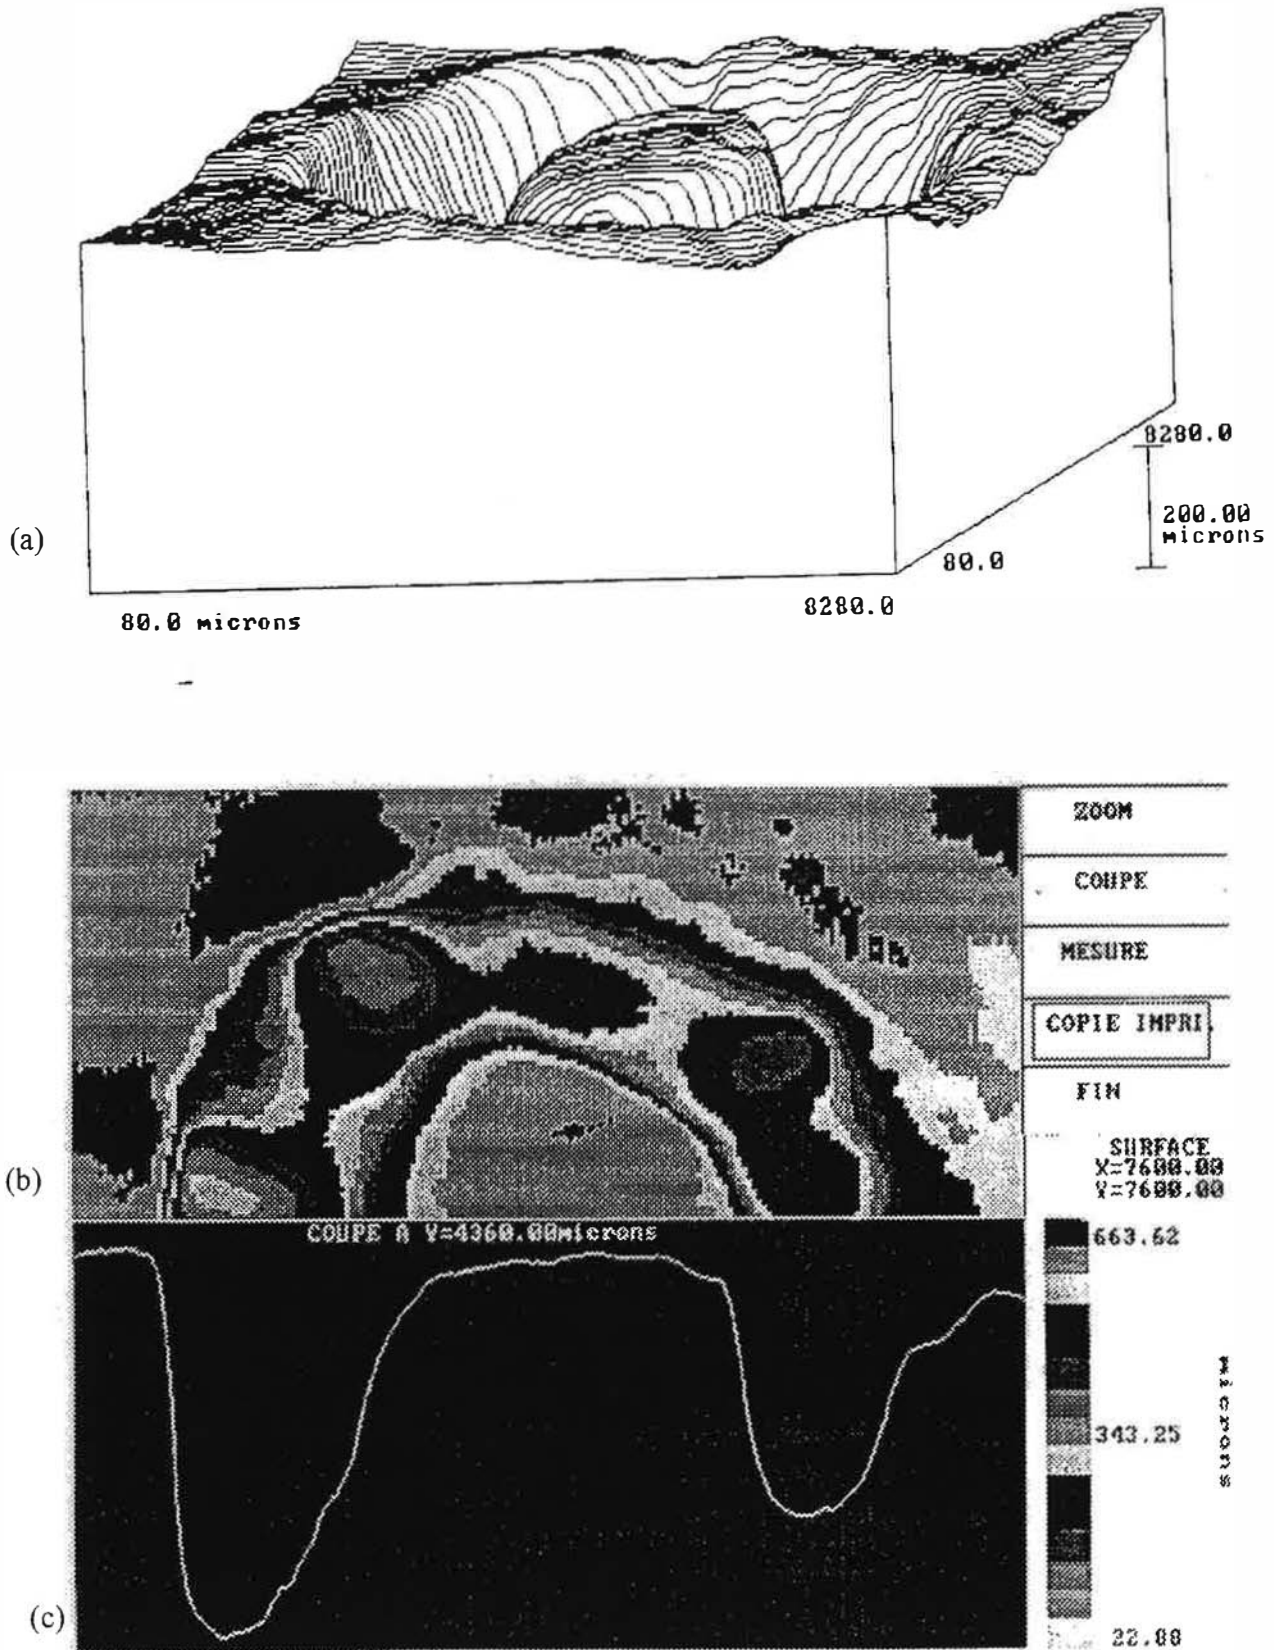 8280.0
200.00
microns
(a)
80.0
8280.0
80.0 microns
ZOOM
COUPE
MESURE
COPIE IMPRI.
FIN
SURFACE
X=7600.00
Y=7600.00
(b)
COUPE A Y=4360.00microns
663.62
microns
343.25
(c)
22.88